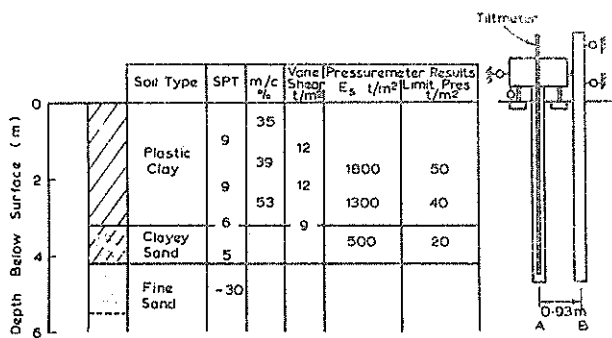 Tiltmeter
Soil Type SPT m/c % Vane Shear t/m² Pressuremeter Results
Es t/m² Limit Pres t/m²
Depth Below Surface (m)
0
35
9
12
Plastic Clay
39
1800 50
2
9
12
53
1300 40
6
9
Clayey Sand
5
500 20
4
Fine Sand
~30
6
0·93m
A B